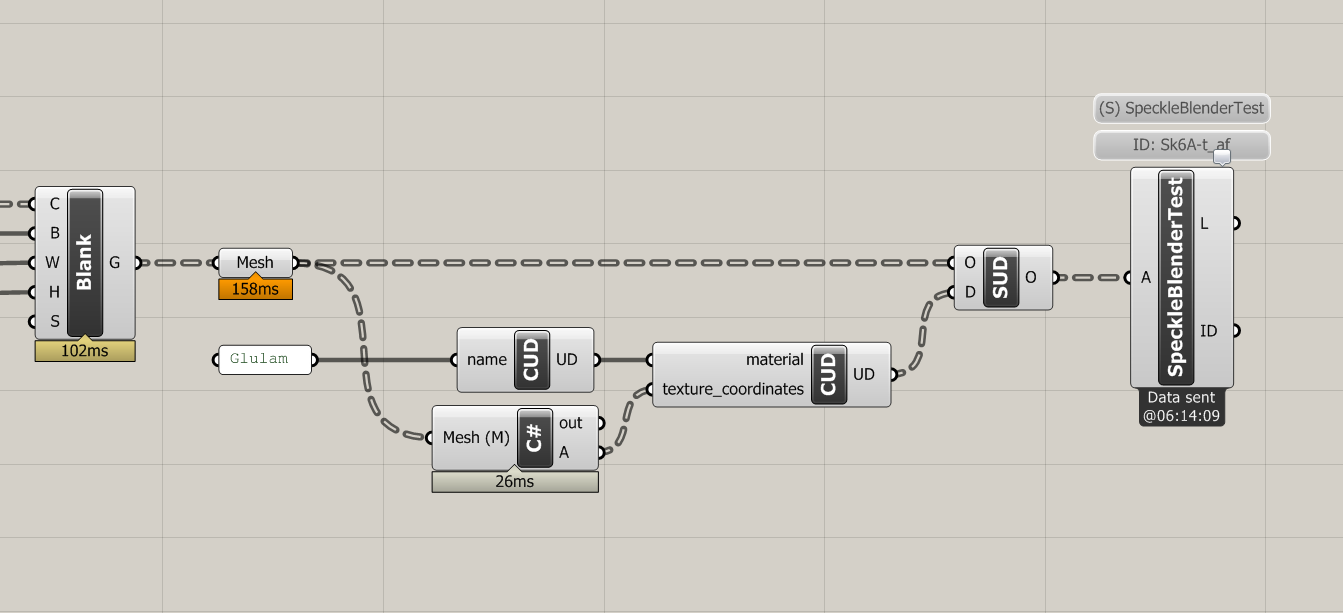 (S) SpeckleBlenderTest
ID: Sk6A-t_af
C
B
W
H
S
Blank
G
102ms
Mesh
158ms
Glulam
name
CUD
UD
Mesh (M)
C#
out
A
26ms
material
texture_coordinates
CUD
UD
O
D
SUD
O
A
SpeckleBlenderTest
L
ID
Data sent
@06:14:09